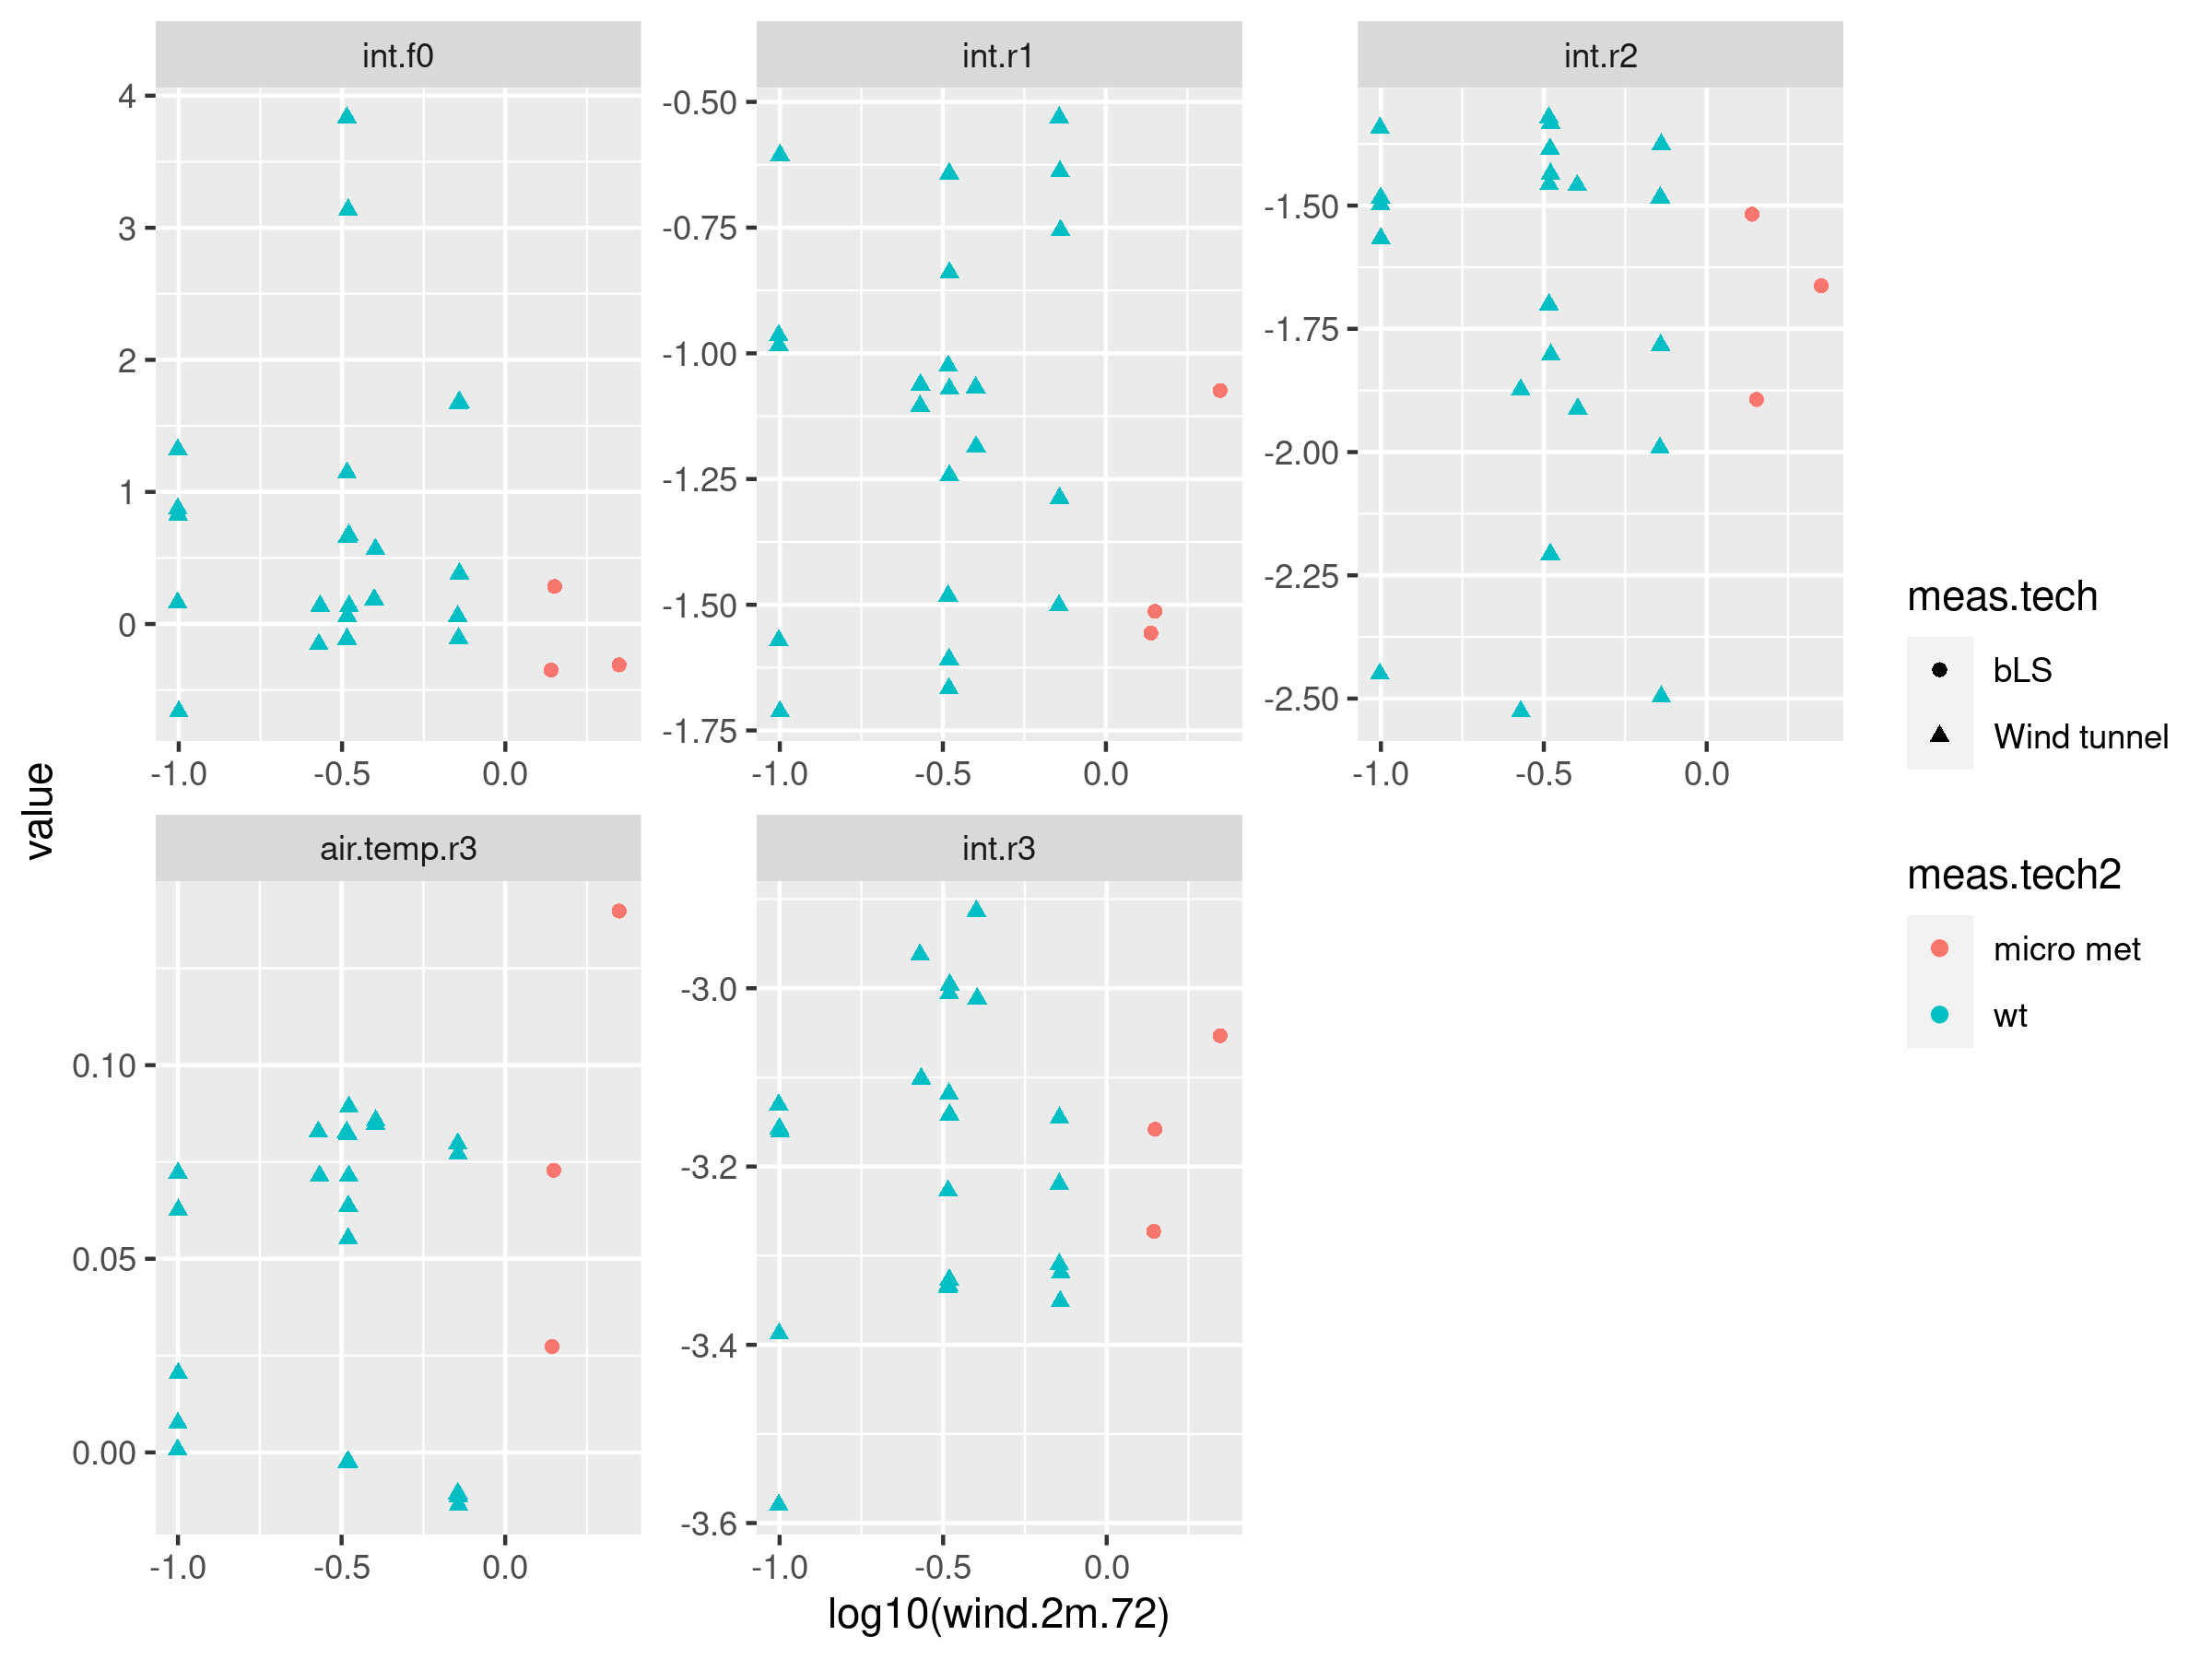 int.f0
int.r1
int.r2
4
3
2
1
0
-0.50
-0.75
-1.00
-1.25
-1.50
-1.75
-1.50
-1.75
-2.00
-2.25
-2.50
-1.0 -0.5 0.0
-1.0 -0.5 0.0
-1.0 -0.5 0.0
value
air.temp.r3
int.r3
0.10
0.05
0.00
-3.0
-3.2
-3.4
-3.6
-1.0 -0.5 0.0
-1.0 -0.5 0.0
log10(wind.2m.72)
meas.tech
bLS
Wind tunnel
meas.tech2
micro met
wt